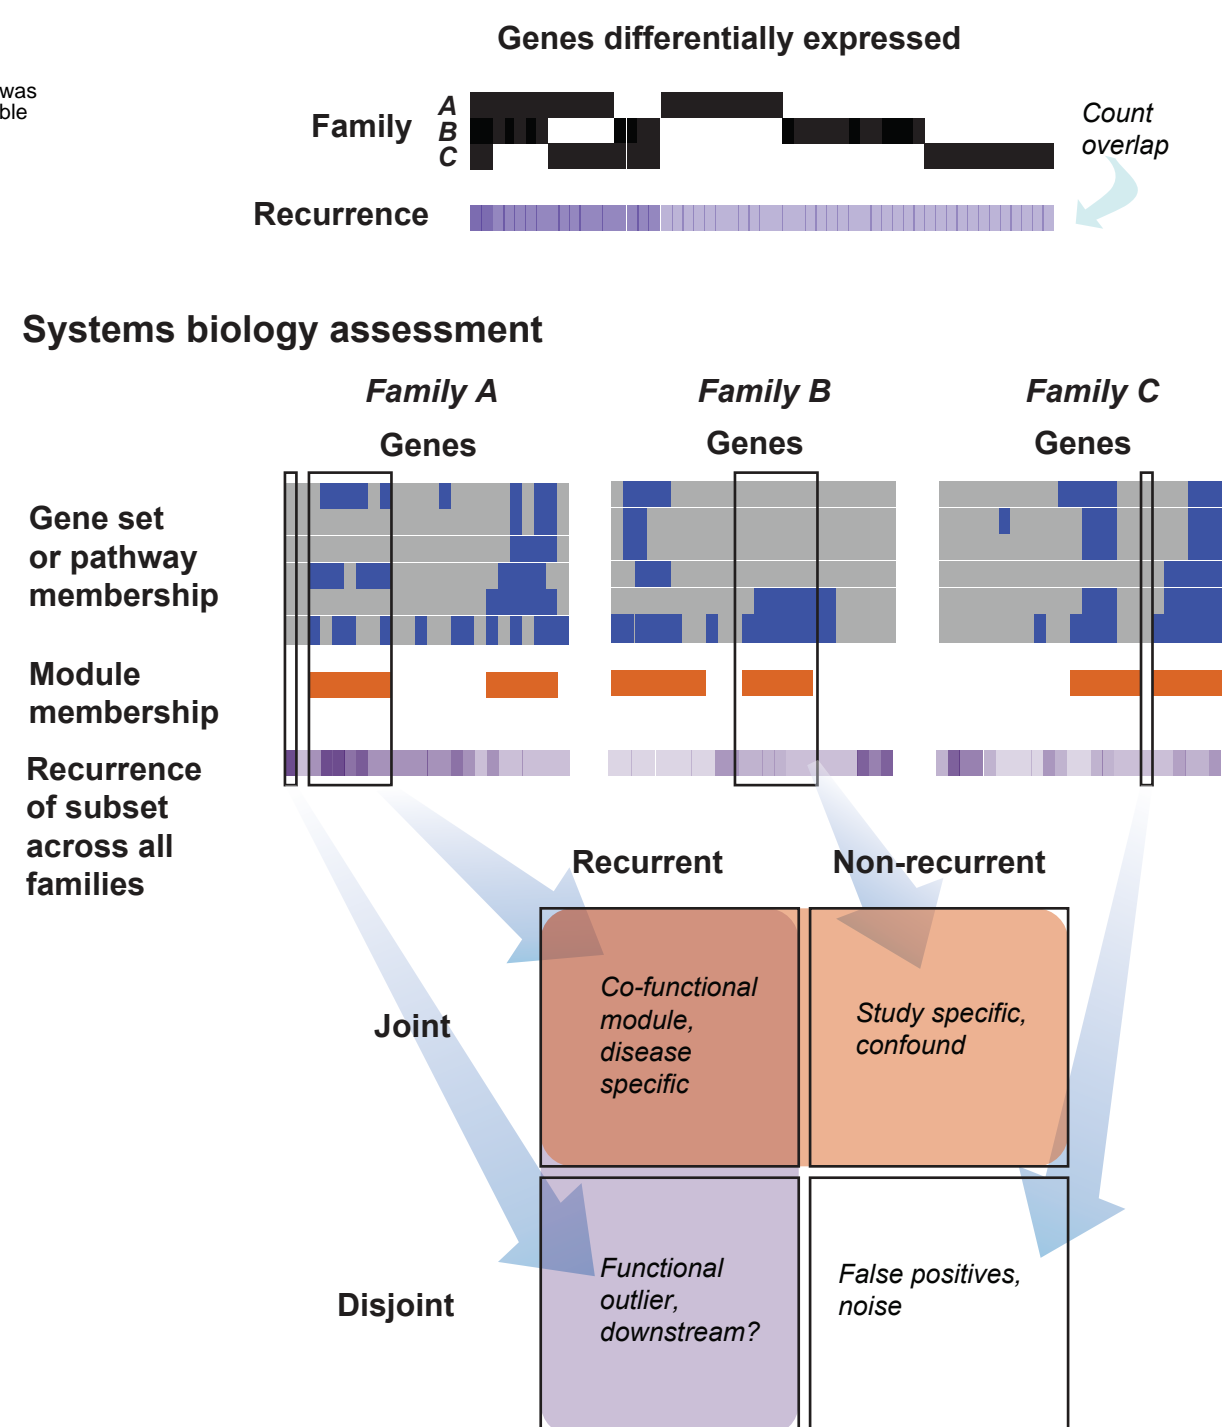 Genes differentially expressed
was
ble
Family
A
B
C
Count
overlap
Recurrence
Systems biology assessment
Family A
Family B
Family C
Genes
Genes
Genes
Gene set
or pathway
membership
Module
membership
Recurrence
of subset
across all
families
Recurrent
Non-recurrent
Joint
Co-functional
module,
disease
specific
Study specific,
confound
Disjoint
Functional
outlier,
downstream?
False positives,
noise